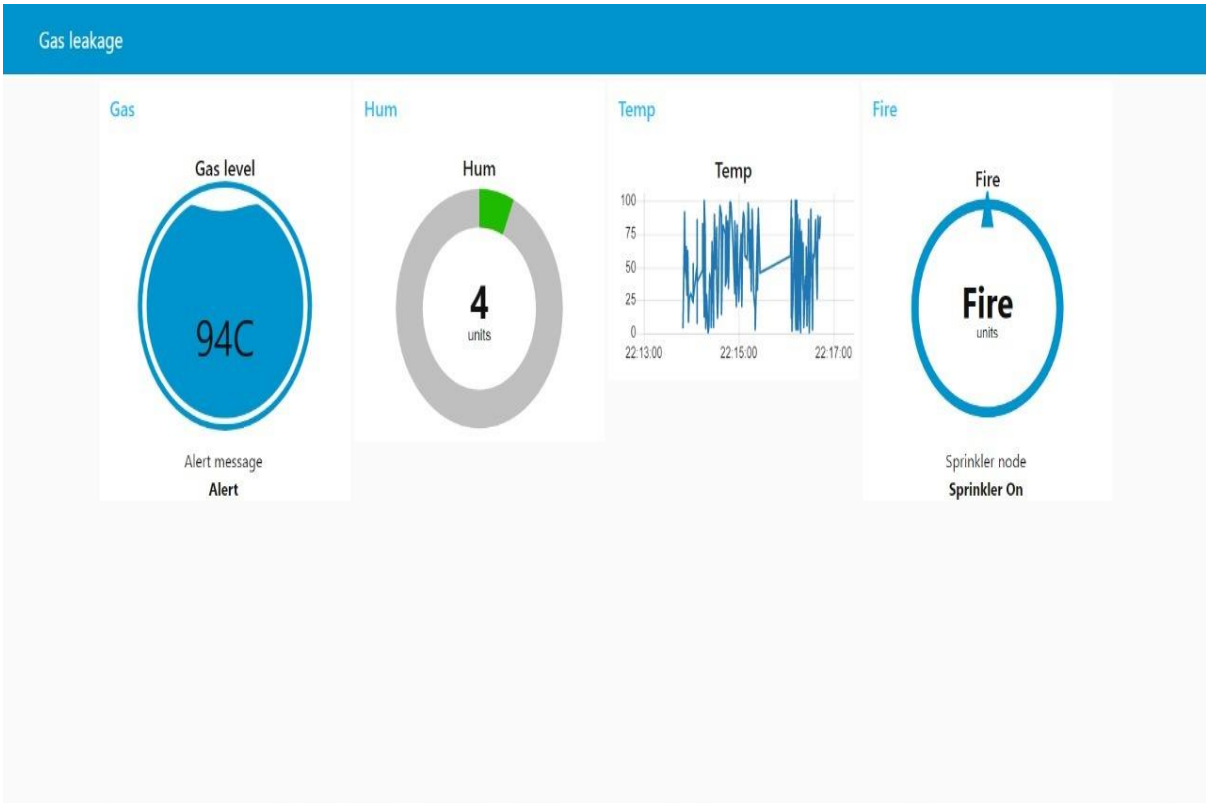 Gas leakage
Gas
Gas level
94C
Alert message
Alert
Hum
Hum
4
units
Temp
Temp
100
75
50
25
0
22:13:00 22:15:00 22:17:00
Fire
Fire
Fire
units
Sprinkler node
Sprinkler On